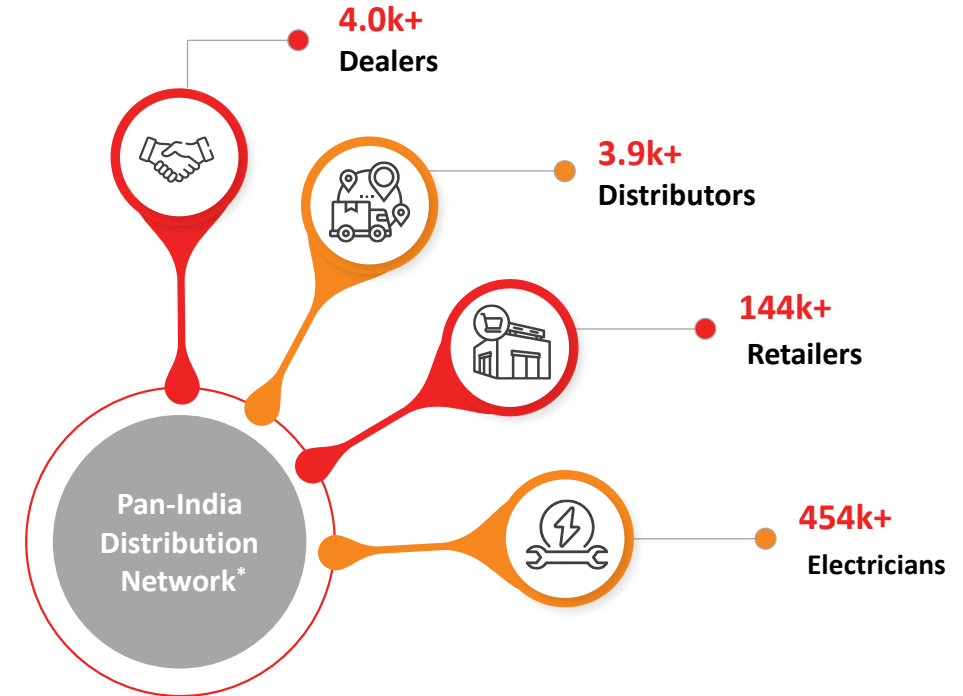 4.0k+
Dealers
3.9k+
Distributors
144k+
Retailers
Pan-India
Distribution
Network*
454k+
Electricians